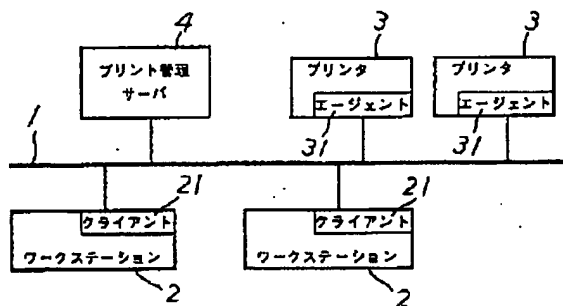 4
プリント管理
サーバ
3
プリンタ
エージェント
31
3
プリンタ
エージェント
31
1
21
クライアント
ワークステーション
2
21
クライアント
ワークステーション
2